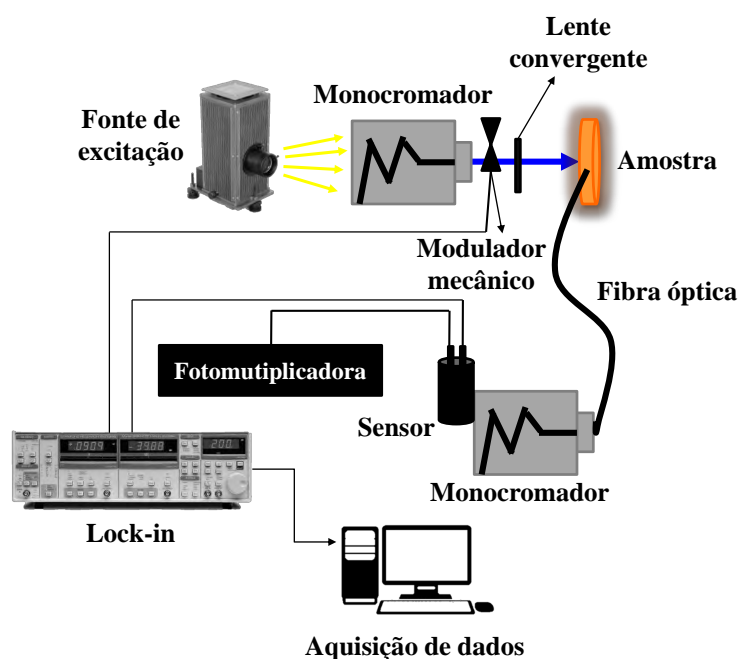 Lente
convergente
Monocromador
Fonte de
excitação
Amostra
Modulador
mecânico
Fibra óptica
Fotomutiplicadora
Sensor
Monocromador
Lock-in
Aquisição de dados